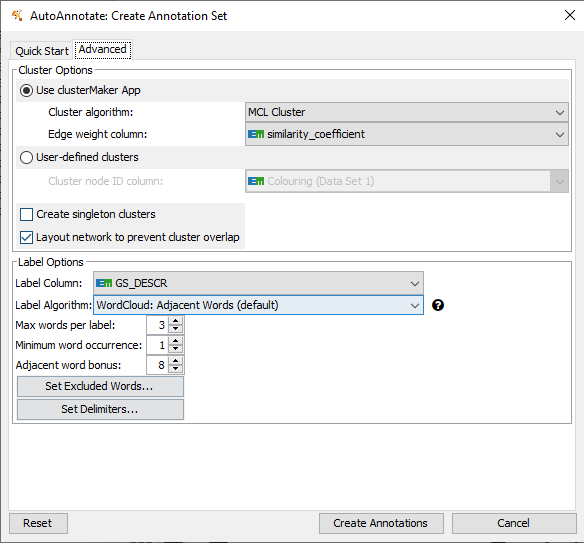 AutoAnnotate: Create Annotation Set
Quick Start Advanced
Cluster Options
Use clusterMaker App
Cluster algorithm: MCL Cluster
Edge weight column: EM similarity_coefficient
User-defined clusters
Cluster node ID column: EM Colouring (Data Set 1)
Create singleton clusters
Layout network to prevent cluster overlap
Label Options
Label Column: EM GS_DESCR
Label Algorithm: WordCloud: Adjacent Words (default) ?
Max words per label: 3
Minimum word occurrence: 1
Adjacent word bonus: 8
Set Excluded Words...
Set Delimiters...
Reset Create Annotations Cancel